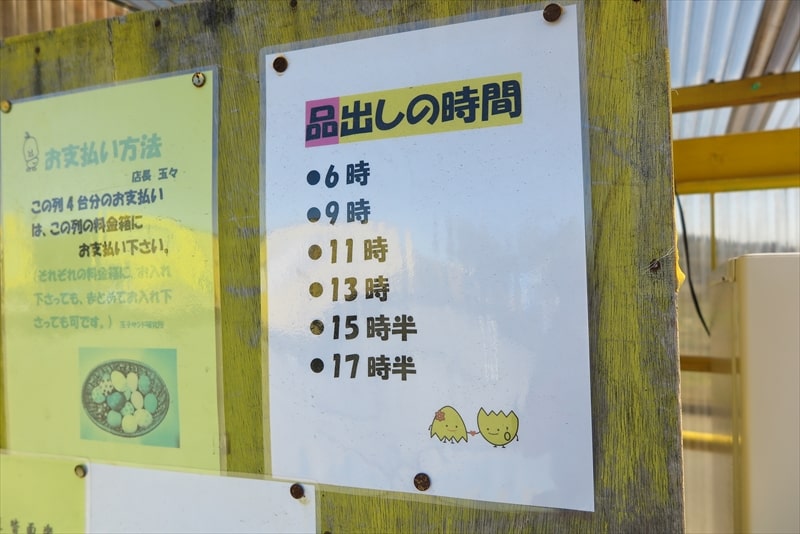 お支払い方法
店長 玉々
この列4台分のお支払い
は、この列の料金箱に
お支払い下さい。
(それぞれの料金箱に、お入れ
下さっても、まとめてお入れ下
さっても可です。)
品出しの時間
●6時
●9時
●11時
●13時
●15時半
●17時半